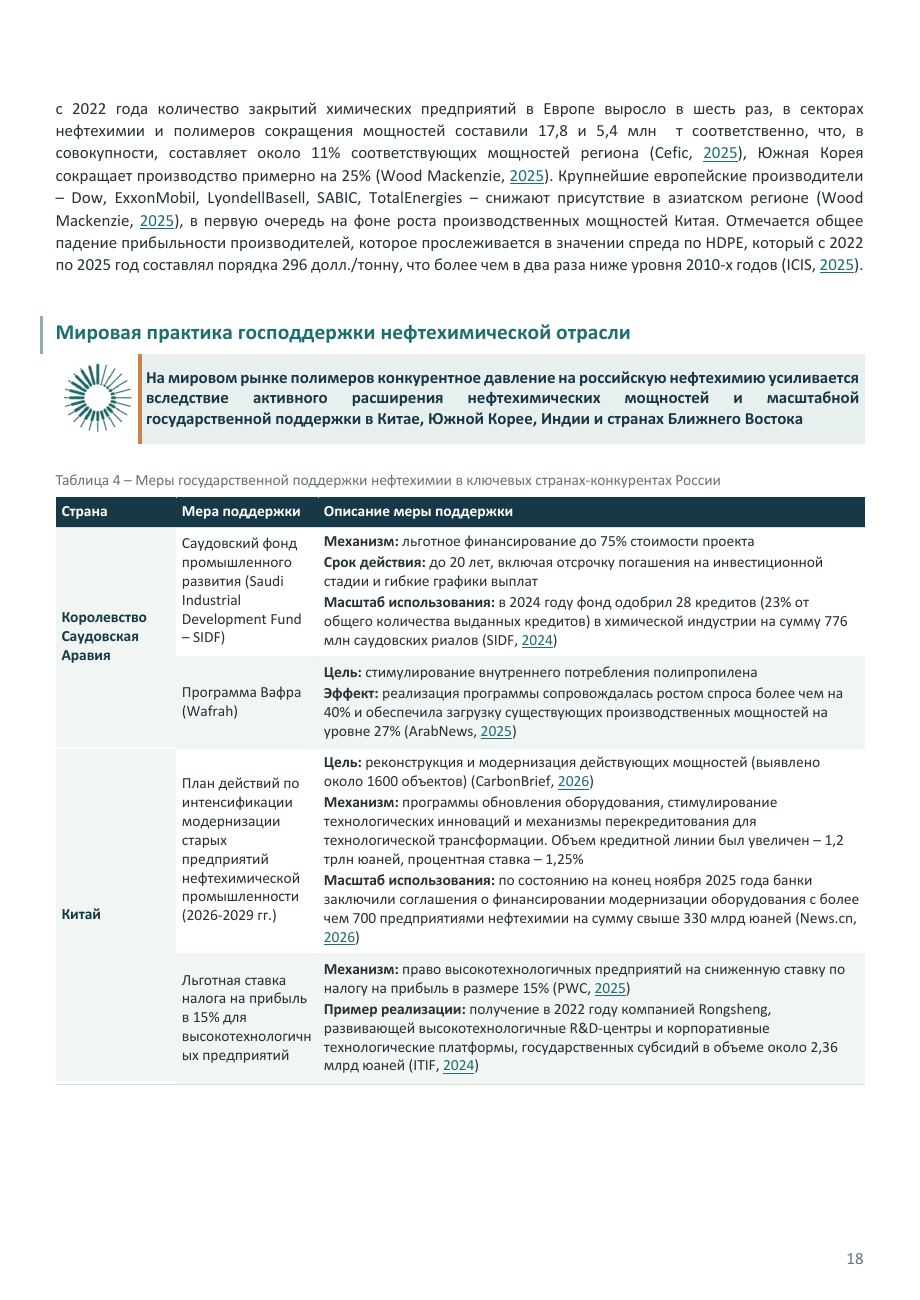 с 2022 года количество закрытий химических предприятий в Европе выросло в шесть раз, в секторах
нефтехимии и полимеров сокращения мощностей составили 17,8 и 5,4 млн т соответственно, что, в
совокупности, составляет около 11% соответствующих мощностей региона (Cefic, 2025), Южная Корея
сокращает производство примерно на 25% (Wood Mackenzie, 2025). Крупнейшие европейские производители
– Dow, ExxonMobil, LyondellBasell, SABIC, TotalEnergies – снижают присутствие в азиатском регионе (Wood
Mackenzie, 2025), в первую очередь на фоне роста производственных мощностей Китая. Отмечается общее
падение прибыльности производителей, которое прослеживается в значении спреда по HDPE, который с 2022
по 2025 год составлял порядка 296 долл./тонну, что более чем в два раза ниже уровня 2010-х годов (ICIS, 2025).
Мировая практика господдержки нефтехимической отрасли
На мировом рынке полимеров конкурентное давление на российскую нефтехимию усиливается
вследствие активного расширения нефтехимических мощностей и масштабной
государственной поддержки в Китае, Южной Корее, Индии и странах Ближнего Востока
Таблица 4 – Меры государственной поддержки нефтехимии в ключевых странах-конкурентах России
Страна Мера поддержки Описание меры поддержки
Королевство
Саудовская
Аравия
Саудовский фонд
промышленного
развития (Saudi
Industrial
Development Fund
– SIDF)
Механизм: льготное финансирование до 75% стоимости проекта
Срок действия: до 20 лет, включая отсрочку погашения на инвестиционной
стадии и гибкие графики выплат
Масштаб использования: в 2024 году фонд одобрил 28 кредитов (23% от
общего количества выданных кредитов) в химической индустрии на сумму 776
млн саудовских риалов (SIDF, 2024)
Программа Вафра
(Wafrah)
Цель: стимулирование внутреннего потребления полипропилена
Эффект: реализация программы сопровождалась ростом спроса более чем на
40% и обеспечила загрузку существующих производственных мощностей на
уровне 27% (ArabNews, 2025)
Китай
План действий по
интенсификации
модернизации
старых
предприятий
нефтехимической
промышленности
(2026-2029 гг.)
Цель: реконструкция и модернизация действующих мощностей (выявлено
около 1600 объектов) (CarbonBrief, 2026)
Механизм: программы обновления оборудования, стимулирование
технологических инноваций и механизмы перекредитования для
технологической трансформации. Объем кредитной линии был увеличен – 1,2
трлн юаней, процентная ставка – 1,25%
Масштаб использования: по состоянию на конец ноября 2025 года банки
заключили соглашения о финансировании модернизации оборудования с более
чем 700 предприятиями нефтехимии на сумму свыше 330 млрд юаней (News.cn,
2026)
Льготная ставка
налога на прибыль
в 15% для
высокотехнологичн
ых предприятий
Механизм: право высокотехнологичных предприятий на сниженную ставку по
налогу на прибыль в размере 15% (PWC, 2025)
Пример реализации: получение в 2022 году компанией Rongsheng,
развивающей высокотехнологичные R&D-центры и корпоративные
технологические платформы, государственных субсидий в объеме около 2,36
млрд юаней (ITIF, 2024)
18